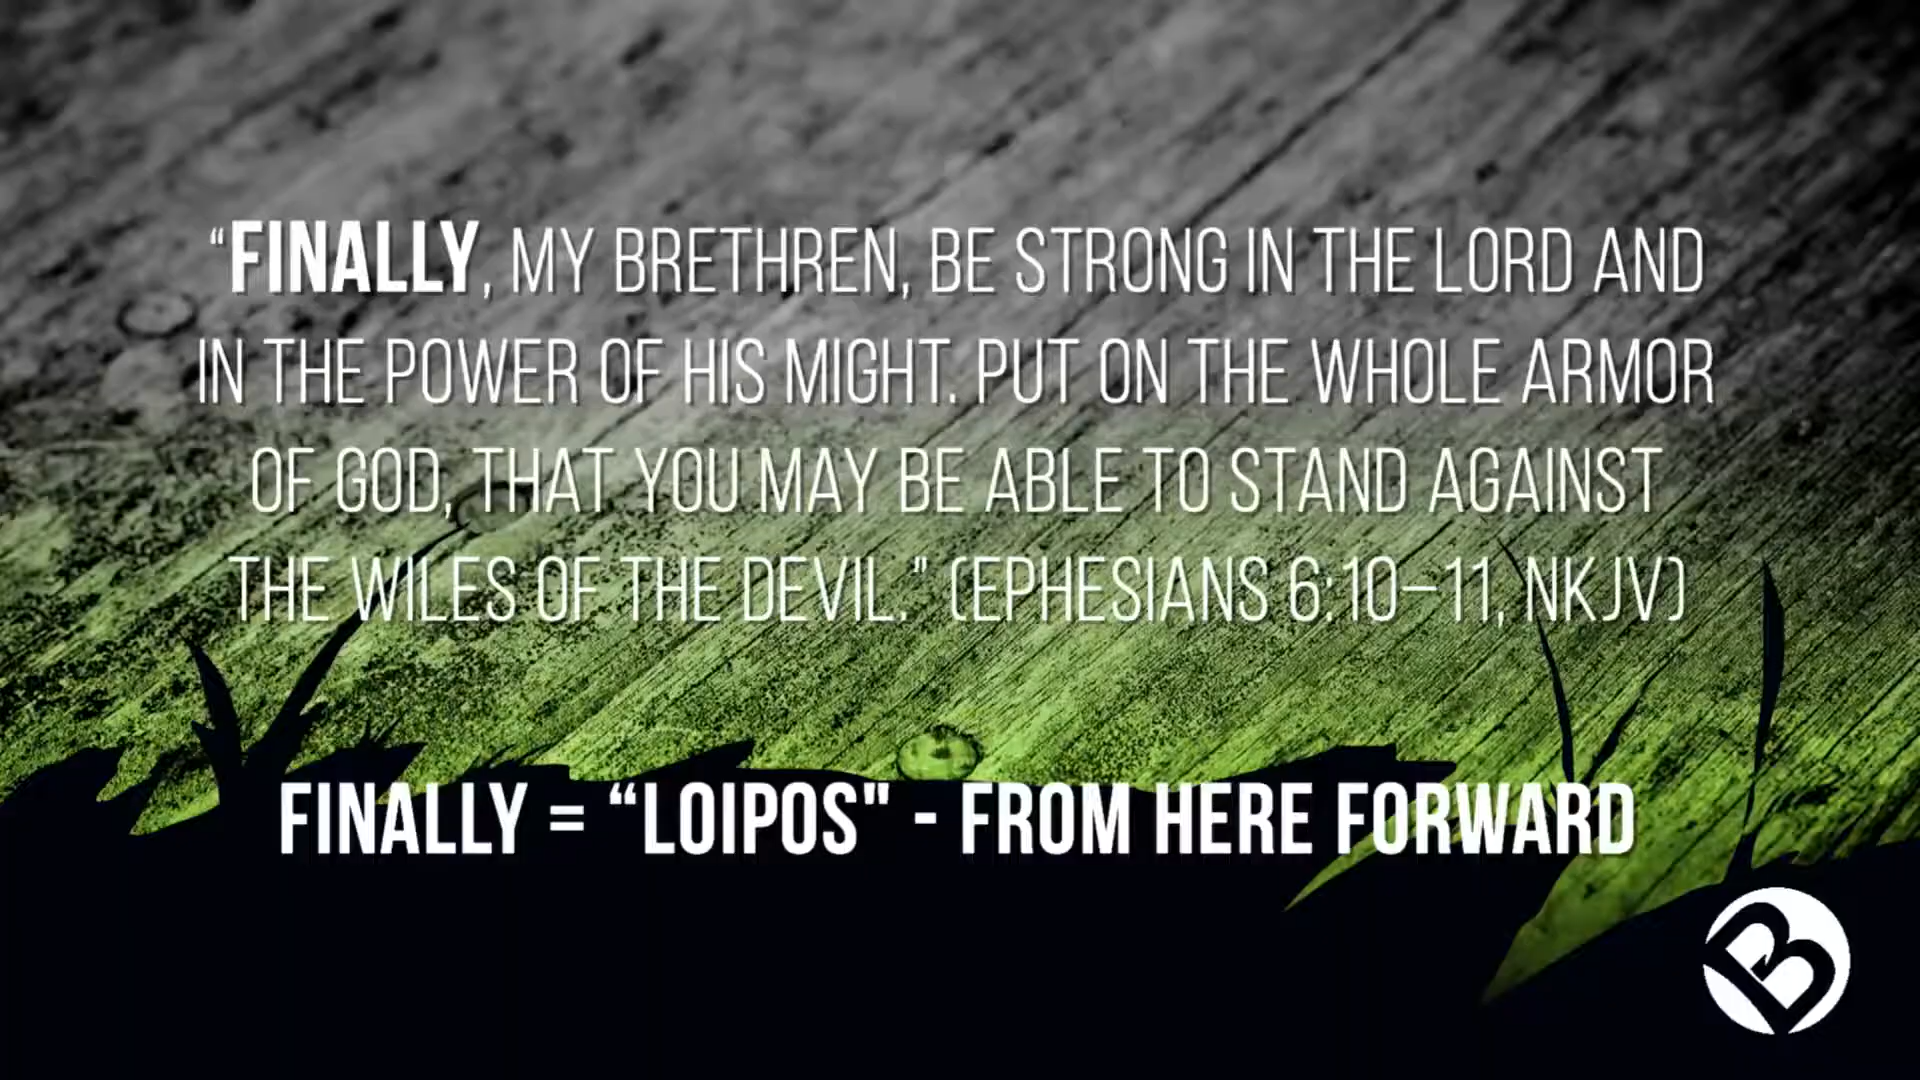 “FINALLY, MY BRETHREN, BE STRONG IN THE LORD AND
IN THE POWER OF HIS MIGHT. PUT ON THE WHOLE ARMOR
OF GOD, THAT YOU MAY BE ABLE TO STAND AGAINST
THE WILES OF THE DEVIL." (EPHESIANS 6:10–11, NKJV)
FINALLY = “LOIPOS" - FROM HERE FORWARD
B